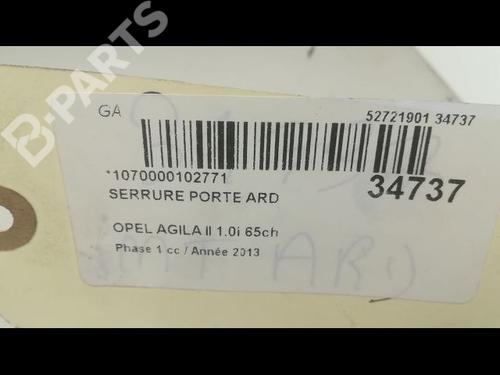 B-PARTS
GA
52721901 34737
*1070000102771
34737
SERRURE PORTE ARD
OPEL AGILA II 1.0i 65ch
Phase 1 cc / Année 2013
ARD